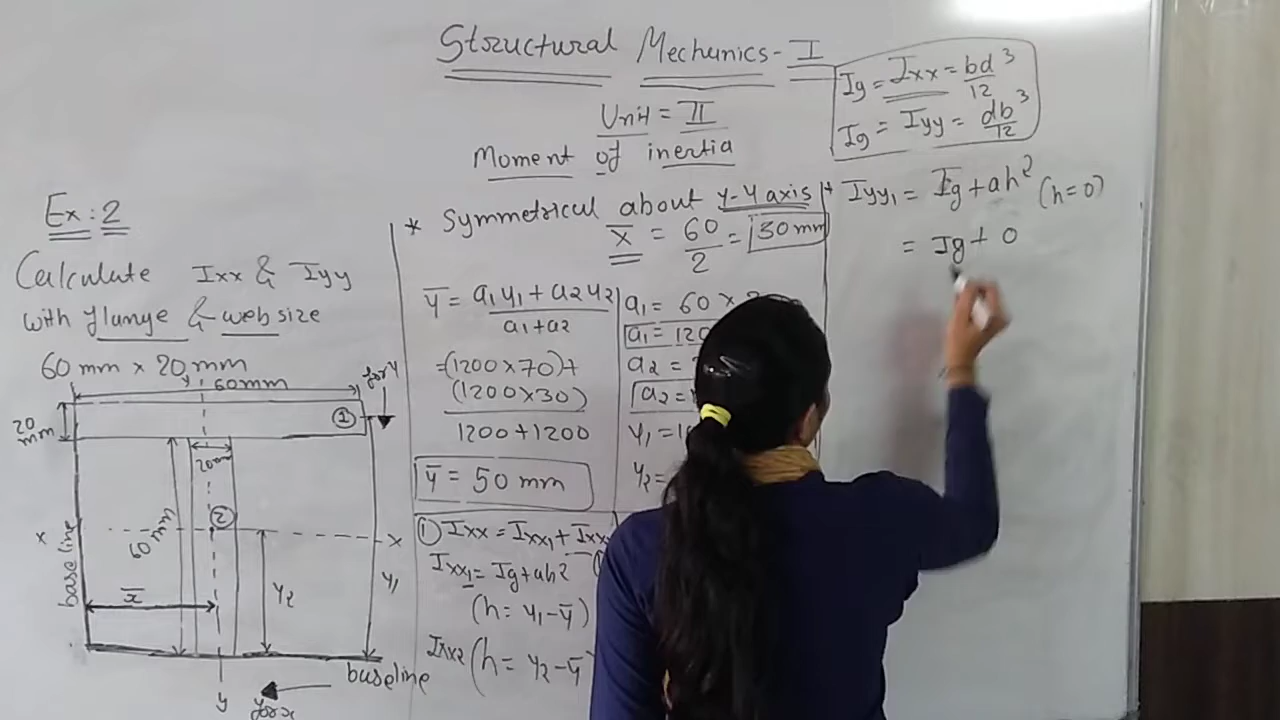 Structural Mechanics - I
Unit = II
Moment of inertia
Ex: 2
Calculate Ixx & Iyy
with flange & web size
60 mm x 20 mm
y
60mm
20 mm
①
20mm
②
60 mm
x
x
base line
x̄
y₂
y₁
y
baseline
for x
for y
* Symmetrical about y-y axis
x̄ = 60/2 = 30 mm
ȳ = a₁y₁ + a₂y₂ / a₁+a₂
=(1200 x 70) +
(1200 x 30)
1200 + 1200
ȳ = 50 mm
a₁ = 60 x
a₁ = 120
a₂ =
a₂ =
y₁ =
y₂ =
① Ixx = Ixx₁ + Ixx
Ixx₁ = Ig + ah²
(h = y₁ - ȳ)
Ixx2 (h = y₂ - ȳ
Ig = Ixx = bd³/12
Ig = Iyy = db³/12
* Iyy₁ = Ig + ah² (h=0)
= Ig + 0